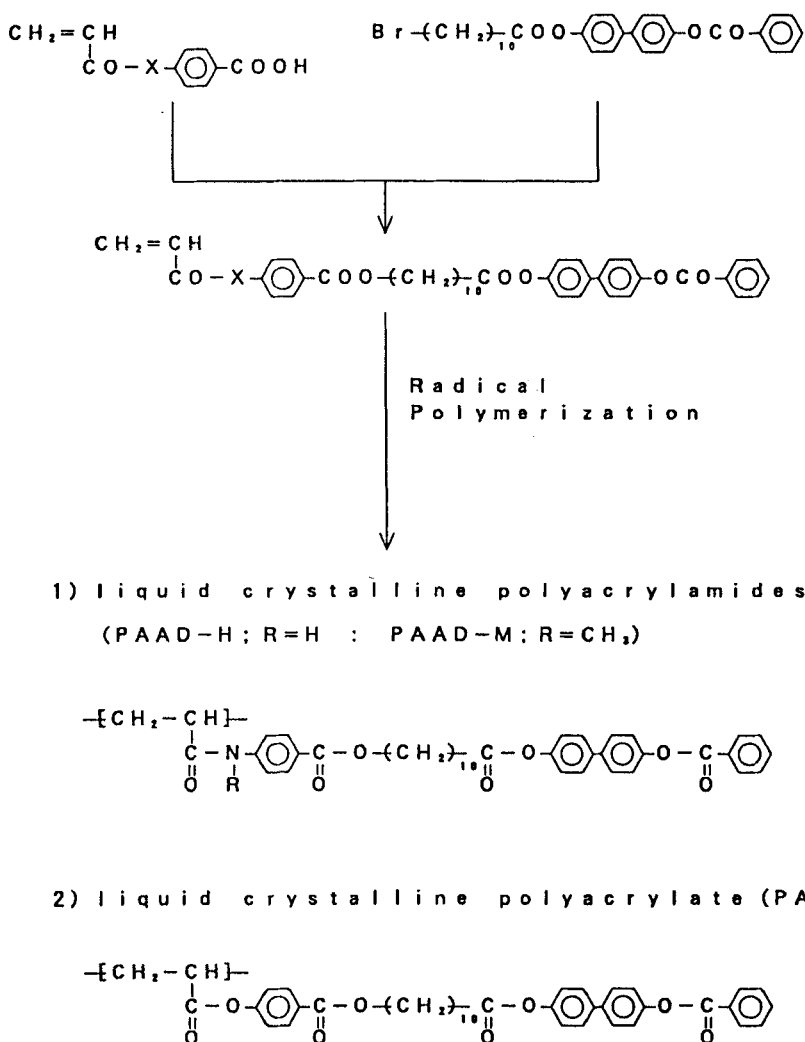 CH₂=CH
CO-X-COOH
Br-(CH₂)₁₀COO-OCO-
CH₂=CH
CO-X-COO-(CH₂)₁₀COO-OCO-
Radical
Polymerization
1) liquid crystalline polyacrylamides
(PAAD-H; R=H : PAAD-M; R=CH₃)
-[CH₂-CH]-
C-N-C-O-(CH₂)₁₀C-O-O-C-
O R O O O
2) liquid crystalline polyacrylate (PA
-[CH₂-CH]-
C-O-C-O-(CH₂)₁₀C-O-O-C-
O O O O